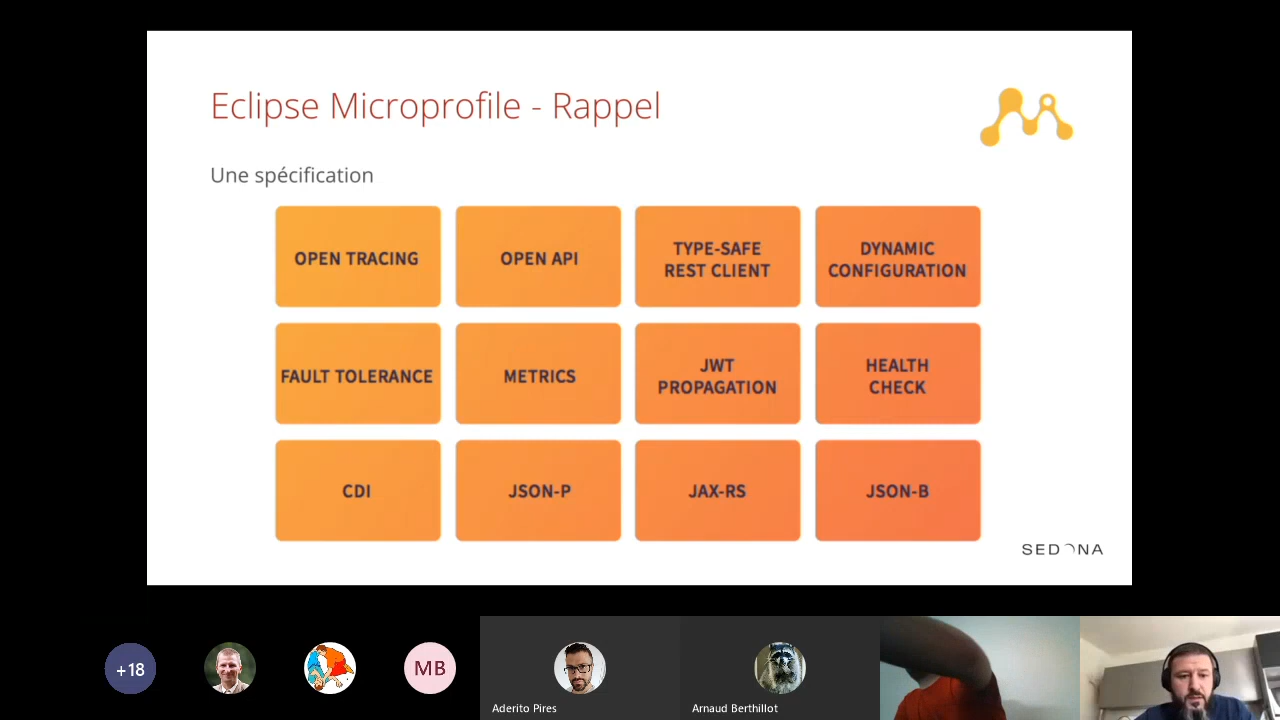 Eclipse Microprofile - Rappel
Une spécification
OPEN TRACING
OPEN API
TYPE-SAFE
REST CLIENT
DYNAMIC
CONFIGURATION
FAULT TOLERANCE
METRICS
JWT
PROPAGATION
HEALTH
CHECK
CDI
JSON-P
JAX-RS
JSON-B
SEDONA
+18
MB
Aderito Pires
Arnaud Berthillot